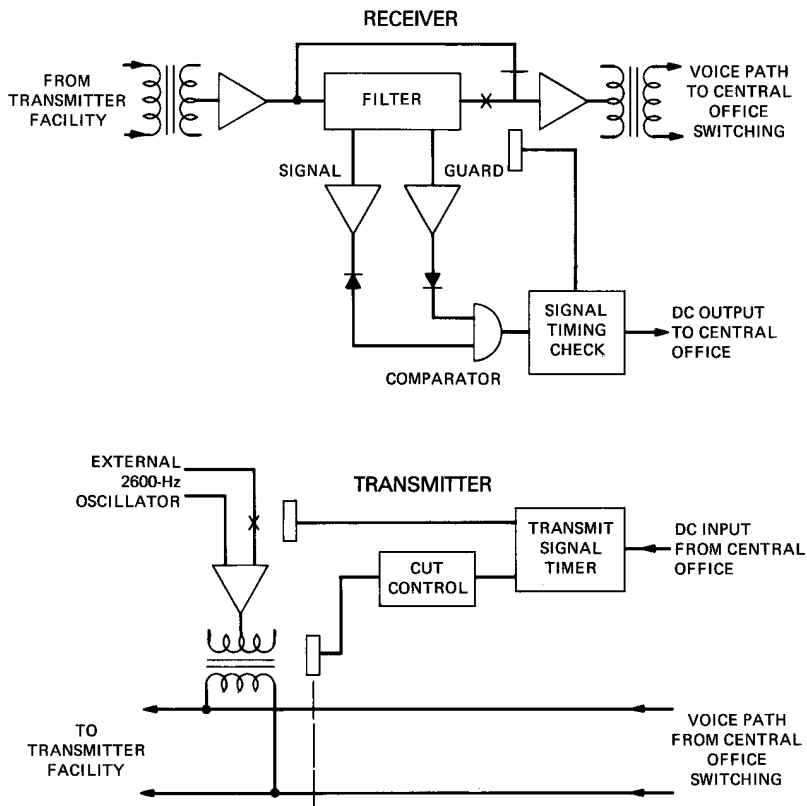 RECEIVER
FROM
TRANSMITTER
FACILITY
FILTER
VOICE PATH
TO CENTRAL
OFFICE
SWITCHING
SIGNAL
GUARD
SIGNAL
TIMING
CHECK
DC OUTPUT
TO CENTRAL
OFFICE
COMPARATOR
EXTERNAL
2600-Hz
OSCILLATOR
TRANSMITTER
TRANSMIT
SIGNAL
TIMER
DC INPUT
FROM CENTRAL
OFFICE
CUT
CONTROL
TO
TRANSMITTER
FACILITY
VOICE PATH
FROM CENTRAL
OFFICE
SWITCHING